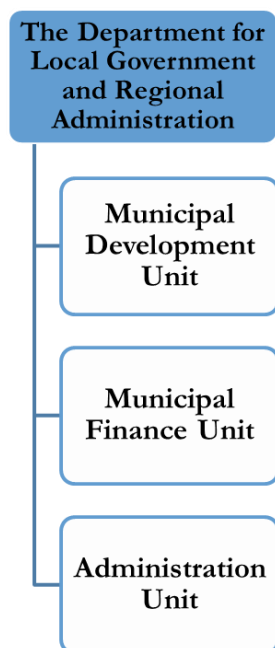 The Department for
Local Government
and Regional
Administration
Municipal
Development
Unit
Municipal
Finance Unit
Administration
Unit